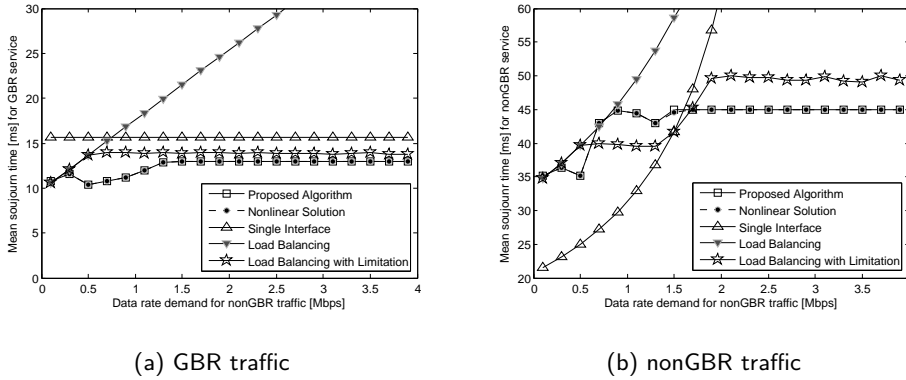 30
25
20
15
10
5
0
0 0.5 1 1.5 2 2.5 3 3.5 4
Mean soujourn time [ms] for GBR service
Data rate demand for nonGBR traffic [Mbps]
Proposed Algorithm
Nonlinear Solution
Single Interface
Load Balancing
Load Balancing with Limitation
(a) GBR traffic
60
55
50
45
40
35
30
25
20
0 0.5 1 1.5 2 2.5 3 3.5
Mean soujounr time [ms] for nonGBR service
Data rate demand for nonGBR traffic [Mbps]
Proposed Algorithm
Nonlinear Solution
Single Interface
Load Balancing
Load Balancing with Limitation
(b) nonGBR traffic